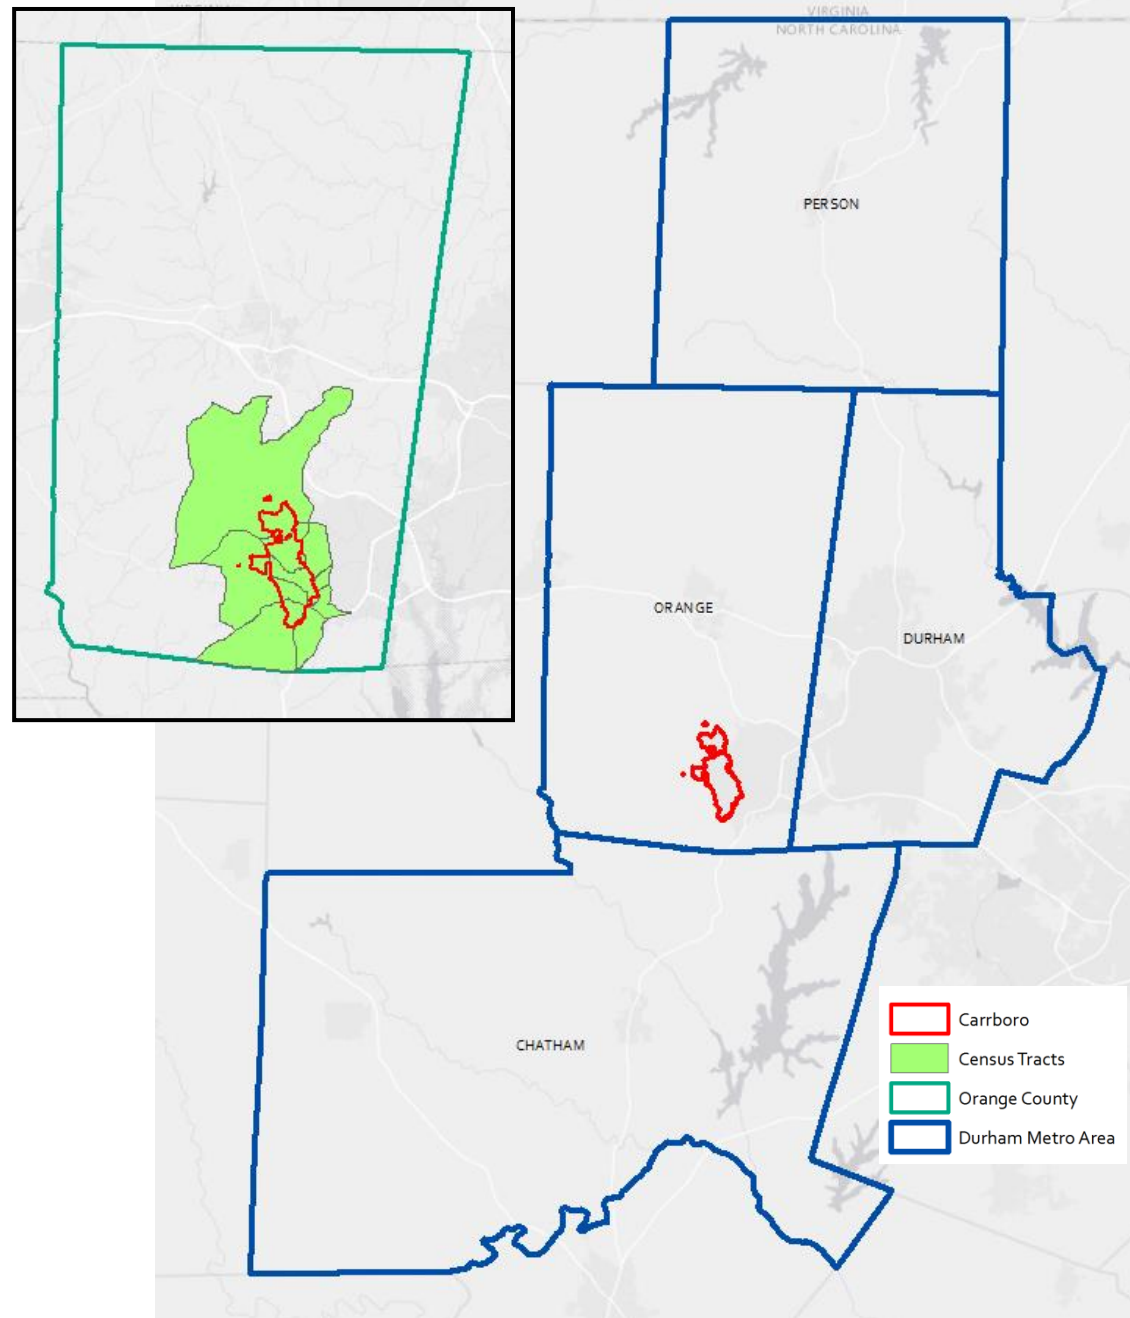 VIRGINIA
NORTH CAROLINA
PERSON
ORANGE
DURHAM
CHATHAM
Carrboro
Census Tracts
Orange County
Durham Metro Area